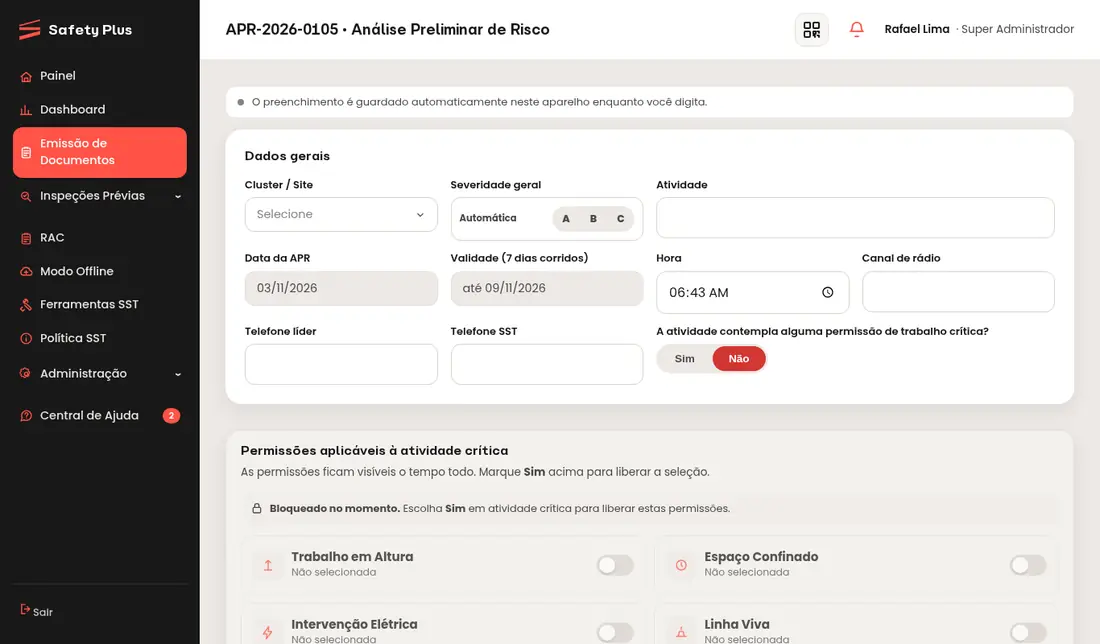 Safety Plus
Painel
Dashboard
Emissão de
Documentos
Inspeções Prévias
RAC
Modo Offline
Ferramentas SST
Política SST
Administração
Central de Ajuda 2
Sair
APR-2026-0105 • Análise Preliminar de Risco
Rafael Lima · Super Administrador
O preenchimento é guardado automaticamente neste aparelho enquanto você digita.
Dados gerais
Cluster / Site Severidade geral Atividade
Selecione Automática A B C
Data da APR Validade (7 dias corridos) Hora Canal de rádio
03/11/2026 até 09/11/2026 06:43 AM
Telefone líder Telefone SST A atividade contempla alguma permissão de trabalho crítica?
Sim Não
Permissões aplicáveis à atividade crítica
As permissões ficam visíveis o tempo todo. Marque Sim acima para liberar a seleção.
Bloqueado no momento. Escolha Sim em atividade crítica para liberar estas permissões.
Trabalho em Altura Espaço Confinado
Não selecionada Não selecionada
Intervenção Elétrica Linha Viva
Não selecionada Não selecionada